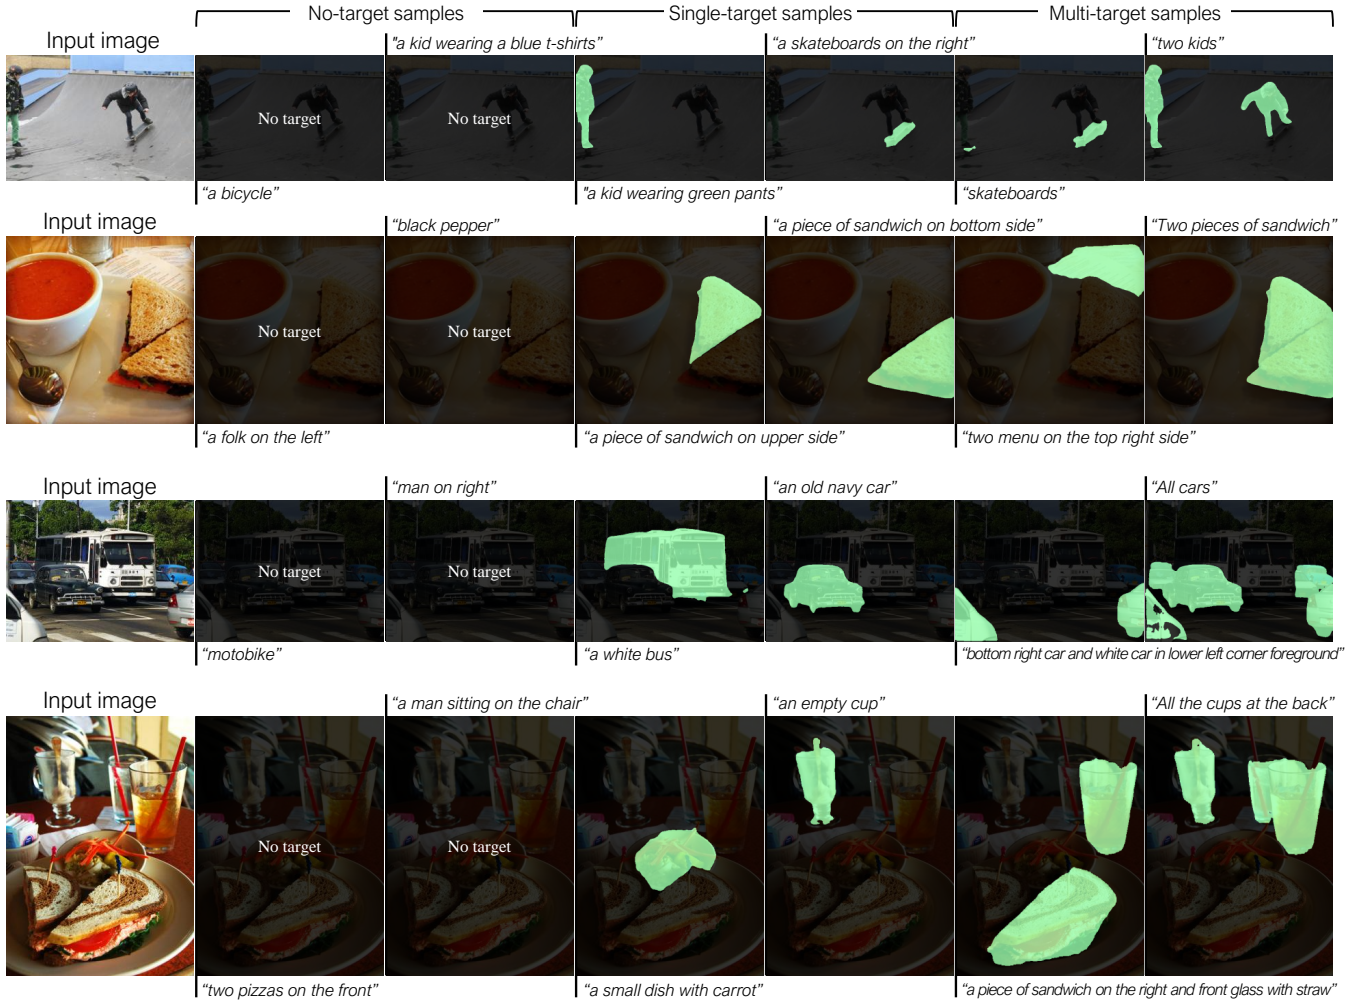 No-target samples
Single-target samples
Multi-target samples
Input image
"a kid wearing a blue t-shirts”
“a skateboards on the right”
“two kids”
No target
No target
“a bicycle”
"a kid wearing green pants”
“skateboards”
Input image
“black pepper”
“a piece of sandwich on bottom side”
“Two pieces of sandwich”
No target
No target
“a folk on the left”
“a piece of sandwich on upper side”
“two menu on the top right side”
Input image
“man on right”
“an old navy car”
“All cars”
No target
No target
“motobike”
“a white bus”
“bottom right car and white car in lower left corner foreground”
Input image
“a man sitting on the chair”
“an empty cup”
“All the cups at the back”
No target
No target
“two pizzas on the front”
“a small dish with carrot”
“a piece of sandwich on the right and front glass with straw”